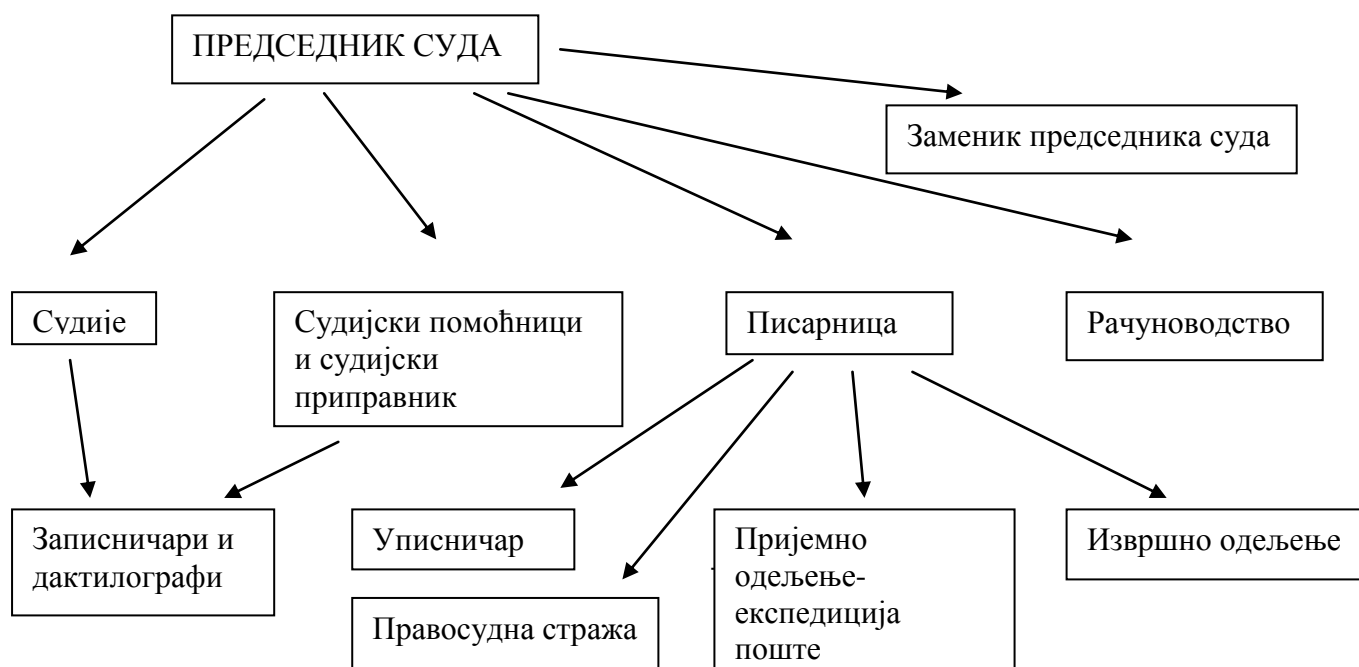 ПРЕДСЕДНИК СУДА
Заменик председника суда
Судије
Судијски помоћници
и судијски
приправник
Писарница
Рачуноводство
Записничари и
дактилографи
Уписничар
Пријемно
одељење-
експедиција
поште
Извршно одељење
Правосудна стража